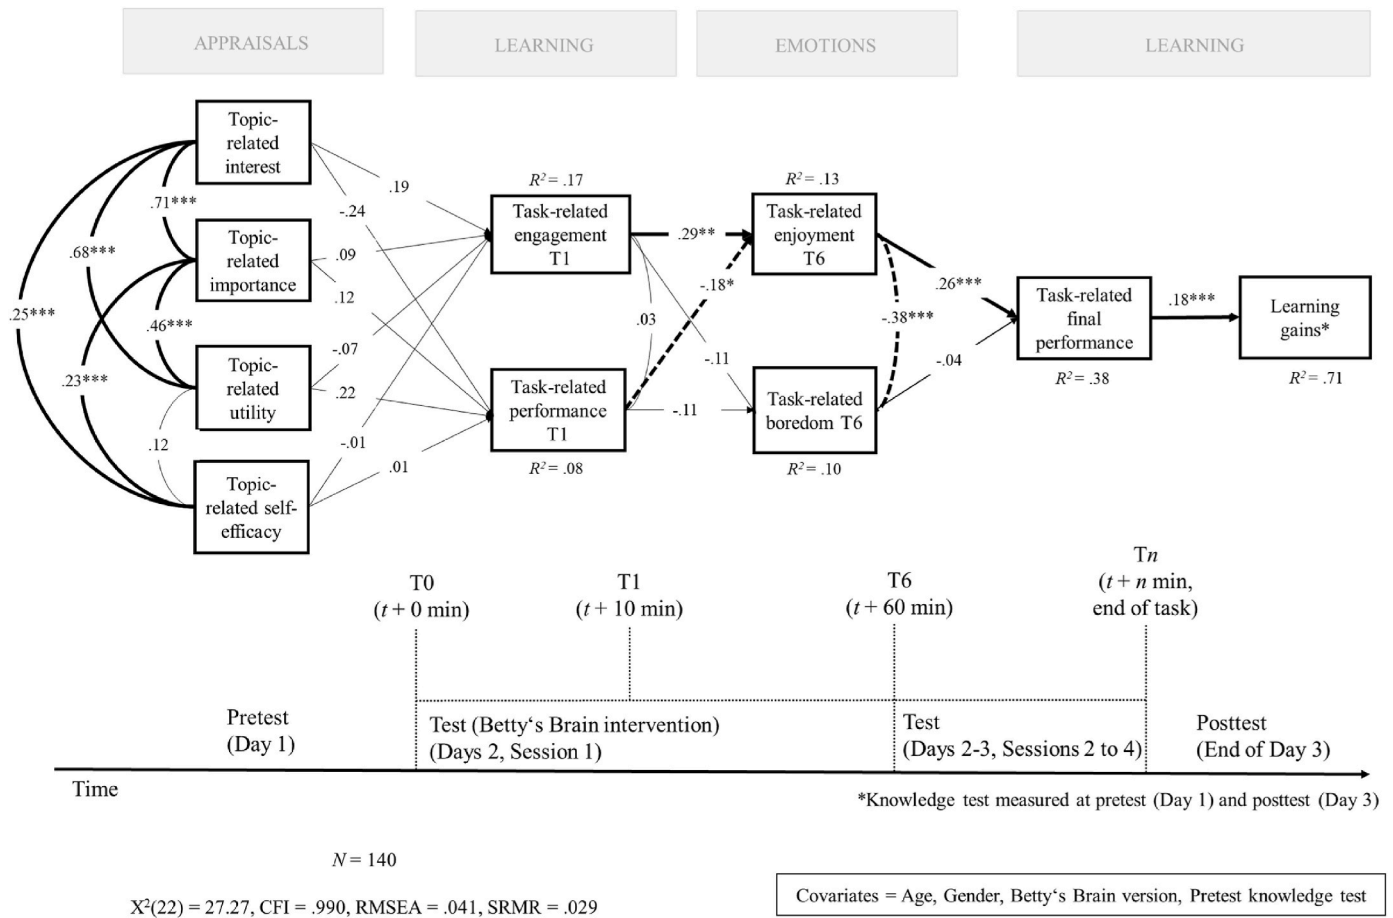 APPRAISALS
LEARNING
EMOTIONS
LEARNING
Topic-
related
interest
Topic-
related
importance
Topic-
related
utility
Topic-
related self-
efficacy
.71***
.68***
.25***
.46***
.23***
.12
.19
-.24
.09
.12
-.07
.22
-.01
.01
R² = .17
Task-related
engagement
T1
Task-related
performance
T1
R² = .08
.03
.29**
-.18*
-.11
-.11
R² = .13
Task-related
enjoyment
T6
Task-related
boredom T6
R² = .10
.26***
-.38***
-.04
Task-related
final
performance
R² = .38
.18***
Learning
gains*
R² = .71
T0
(t + 0 min)
T1
(t + 10 min)
T6
(t + 60 min)
Tn
(t + n min,
end of task)
Pretest
(Day 1)
Test (Betty‘s Brain intervention)
(Days 2, Session 1)
Test
(Days 2-3, Sessions 2 to 4)
Posttest
(End of Day 3)
Time
*Knowledge test measured at pretest (Day 1) and posttest (Day 3)
N = 140
X²(22) = 27.27, CFI = .990, RMSEA = .041, SRMR = .029
Covariates = Age, Gender, Betty‘s Brain version, Pretest knowledge test